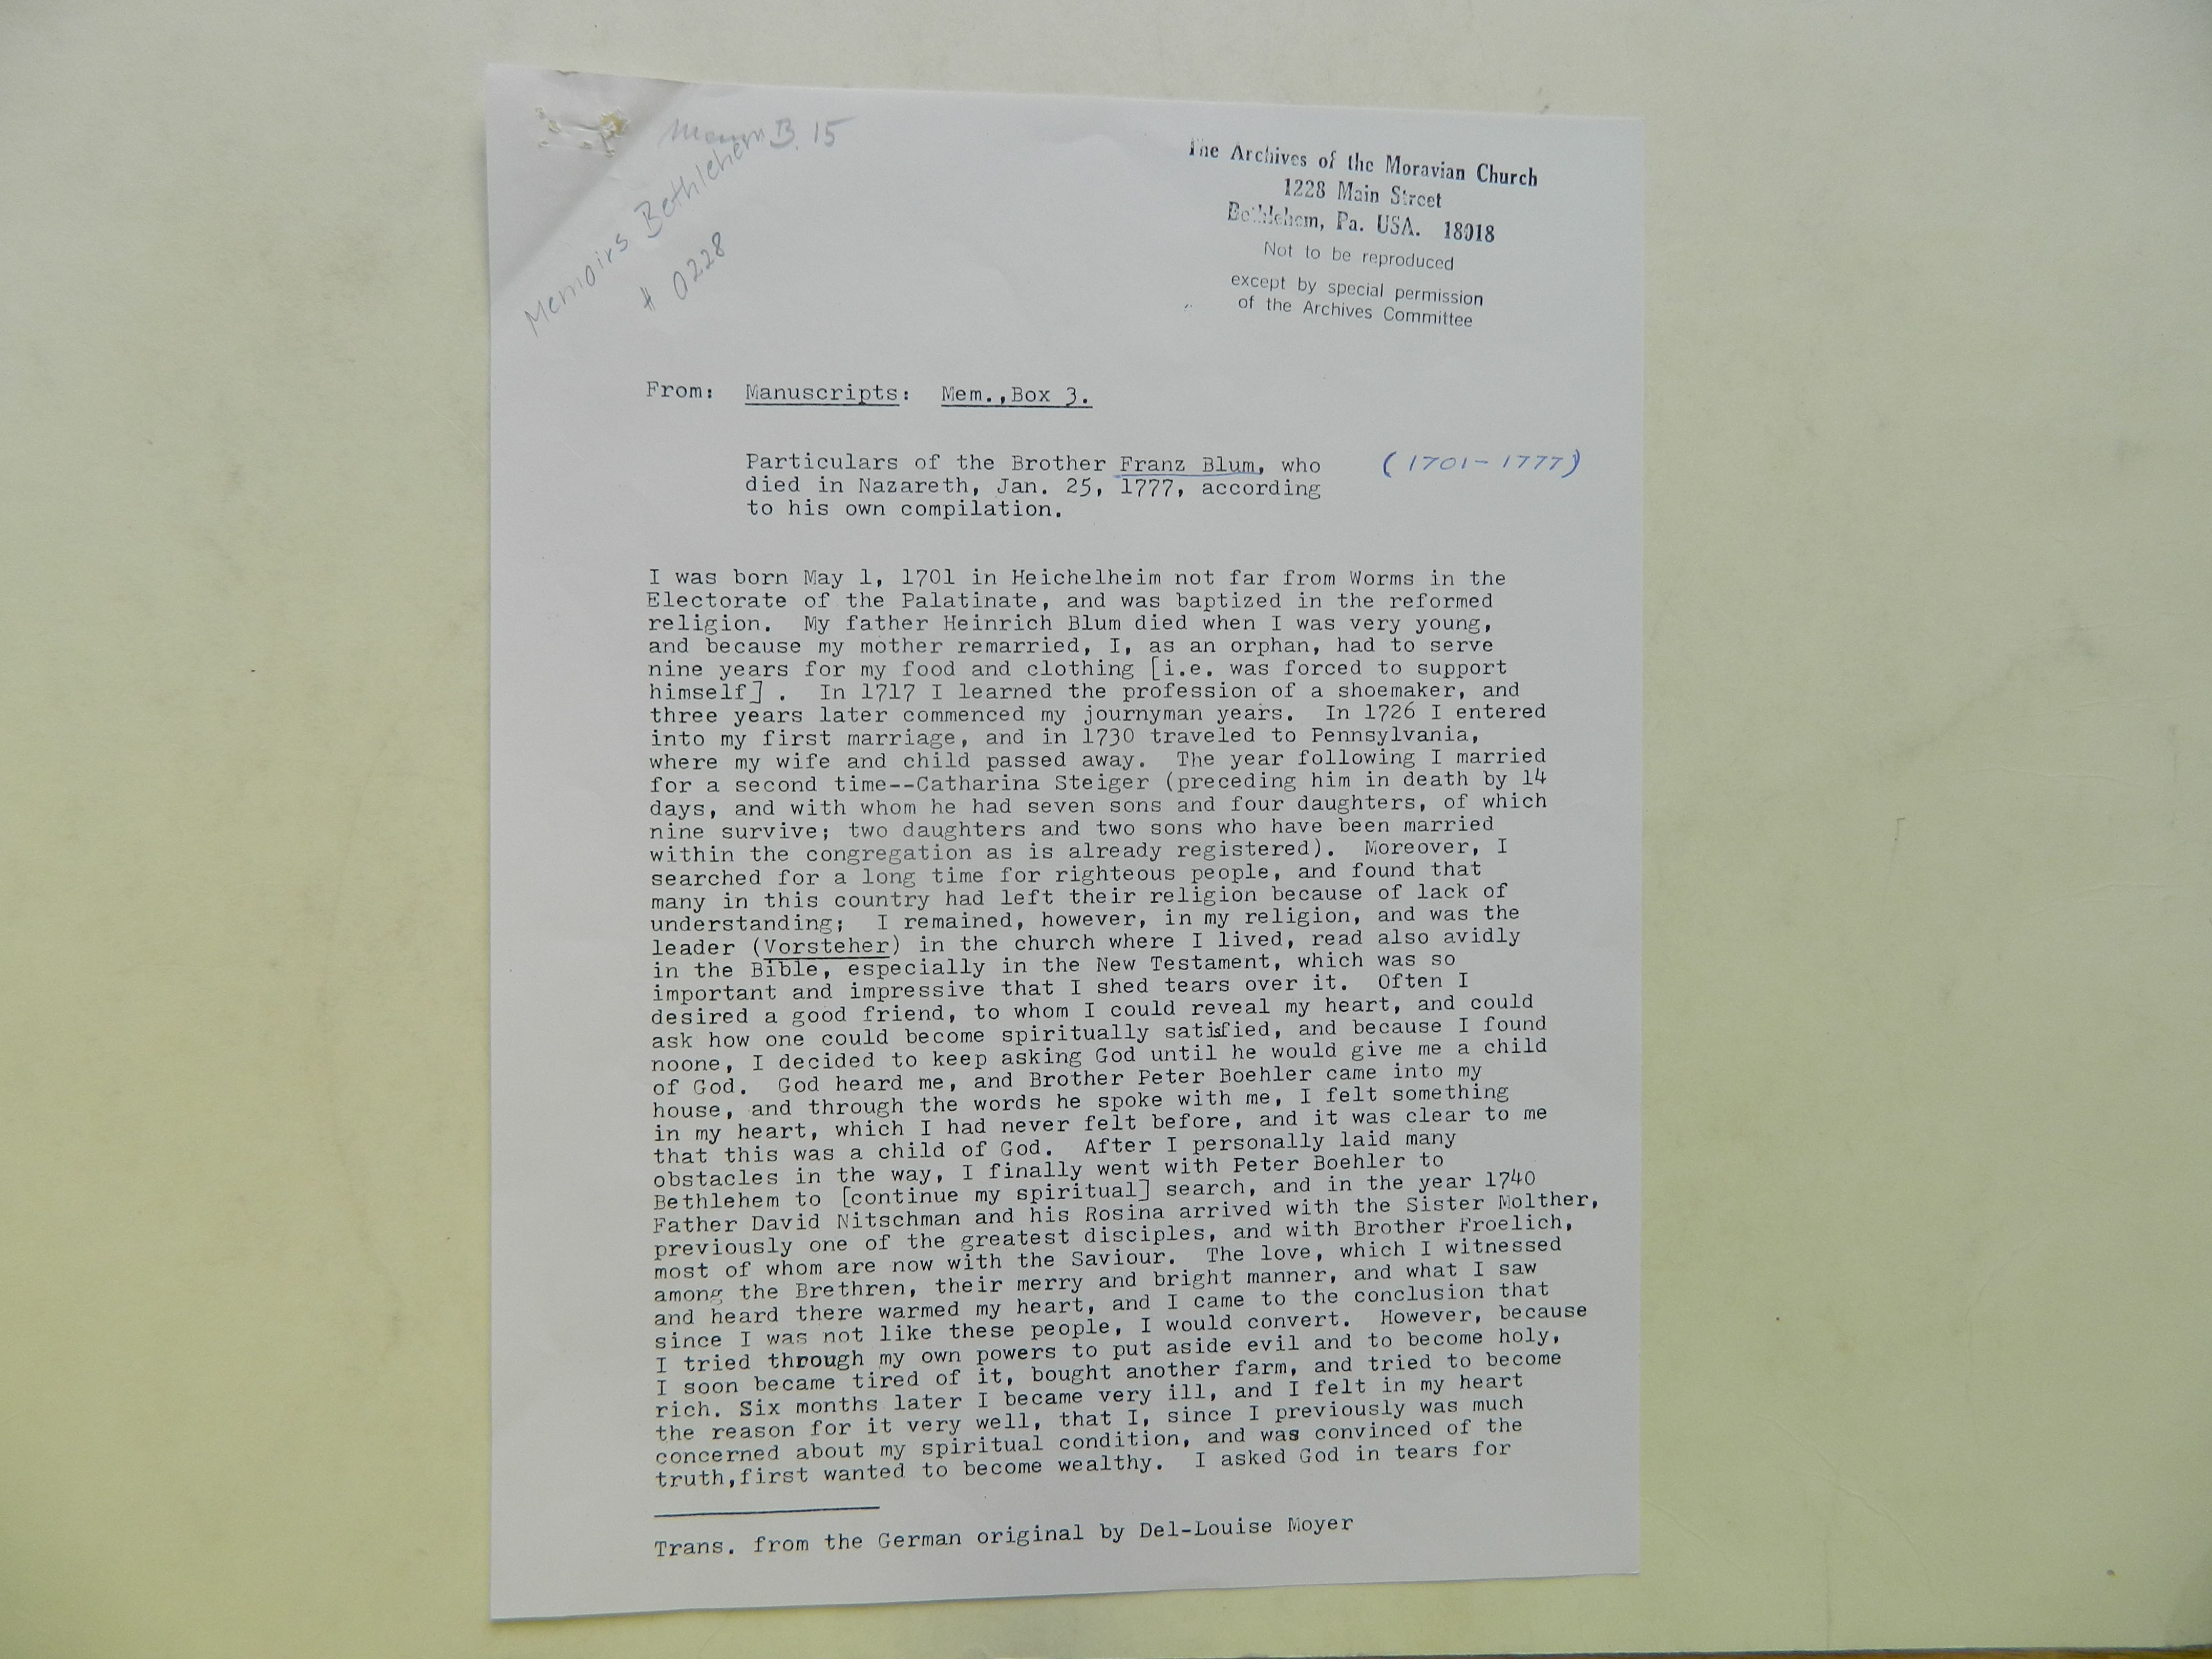 Mem B. 15
Memoirs Bethlehem
# 0228
The Archives of the Moravian Church
1228 Main Street
Bethlehem, Pa. USA. 18018
Not to be reproduced
except by special permission
of the Archives Committee
From: Manuscripts: Mem.,Box 3.
Particulars of the Brother Franz Blum, who (1701-1777)
died in Nazareth, Jan. 25, 1777, according
to his own compilation.
I was born May 1, 1701 in Heichelheim not far from Worms in the
Electorate of the Palatinate, and was baptized in the reformed
religion. My father Heinrich Blum died when I was very young,
and because my mother remarried, I, as an orphan, had to serve
nine years for my food and clothing [i.e. was forced to support
himself] . In 1717 I learned the profession of a shoemaker, and
three years later commenced my journyman years. In 1726 I entered
into my first marriage, and in 1730 traveled to Pennsylvania,
where my wife and child passed away. The year following I married
for a second time--Catharina Steiger (preceding him in death by 14
days, and with whom he had seven sons and four daughters, of which
nine survive; two daughters and two sons who have been married
within the congregation as is already registered). Moreover, I
searched for a long time for righteous people, and found that
many in this country had left their religion because of lack of
understanding; I remained, however, in my religion, and was the
leader (Vorsteher) in the church where I lived, read also avidly
in the Bible, especially in the New Testament, which was so
important and impressive that I shed tears over it. Often I
desired a good friend, to whom I could reveal my heart, and could
ask how one could become spiritually satisfied, and because I found
noone, I decided to keep asking God until he would give me a child
of God. God heard me, and Brother Peter Boehler came into my
house, and through the words he spoke with me, I felt something
in my heart, which I had never felt before, and it was clear to me
that this was a child of God. After I personally laid many
obstacles in the way, I finally went with Peter Boehler to
Bethlehem to [continue my spiritual] search, and in the year 1740
Father David Nitschman and his Rosina arrived with the Sister Molther,
previously one of the greatest disciples, and with Brother Froelich,
most of whom are now with the Saviour. The love, which I witnessed
among the Brethren, their merry and bright manner, and what I saw
and heard there warmed my heart, and I came to the conclusion that
since I was not like these people, I would convert. However, because
I tried through my own powers to put aside evil and to become holy,
I soon became tired of it, bought another farm, and tried to become
rich. Six months later I became very ill, and I felt in my heart
the reason for it very well, that I, since I previously was much
concerned about my spiritual condition, and was convinced of the
truth,first wanted to become wealthy. I asked God in tears for
Trans. from the German original by Del-Louise Moyer